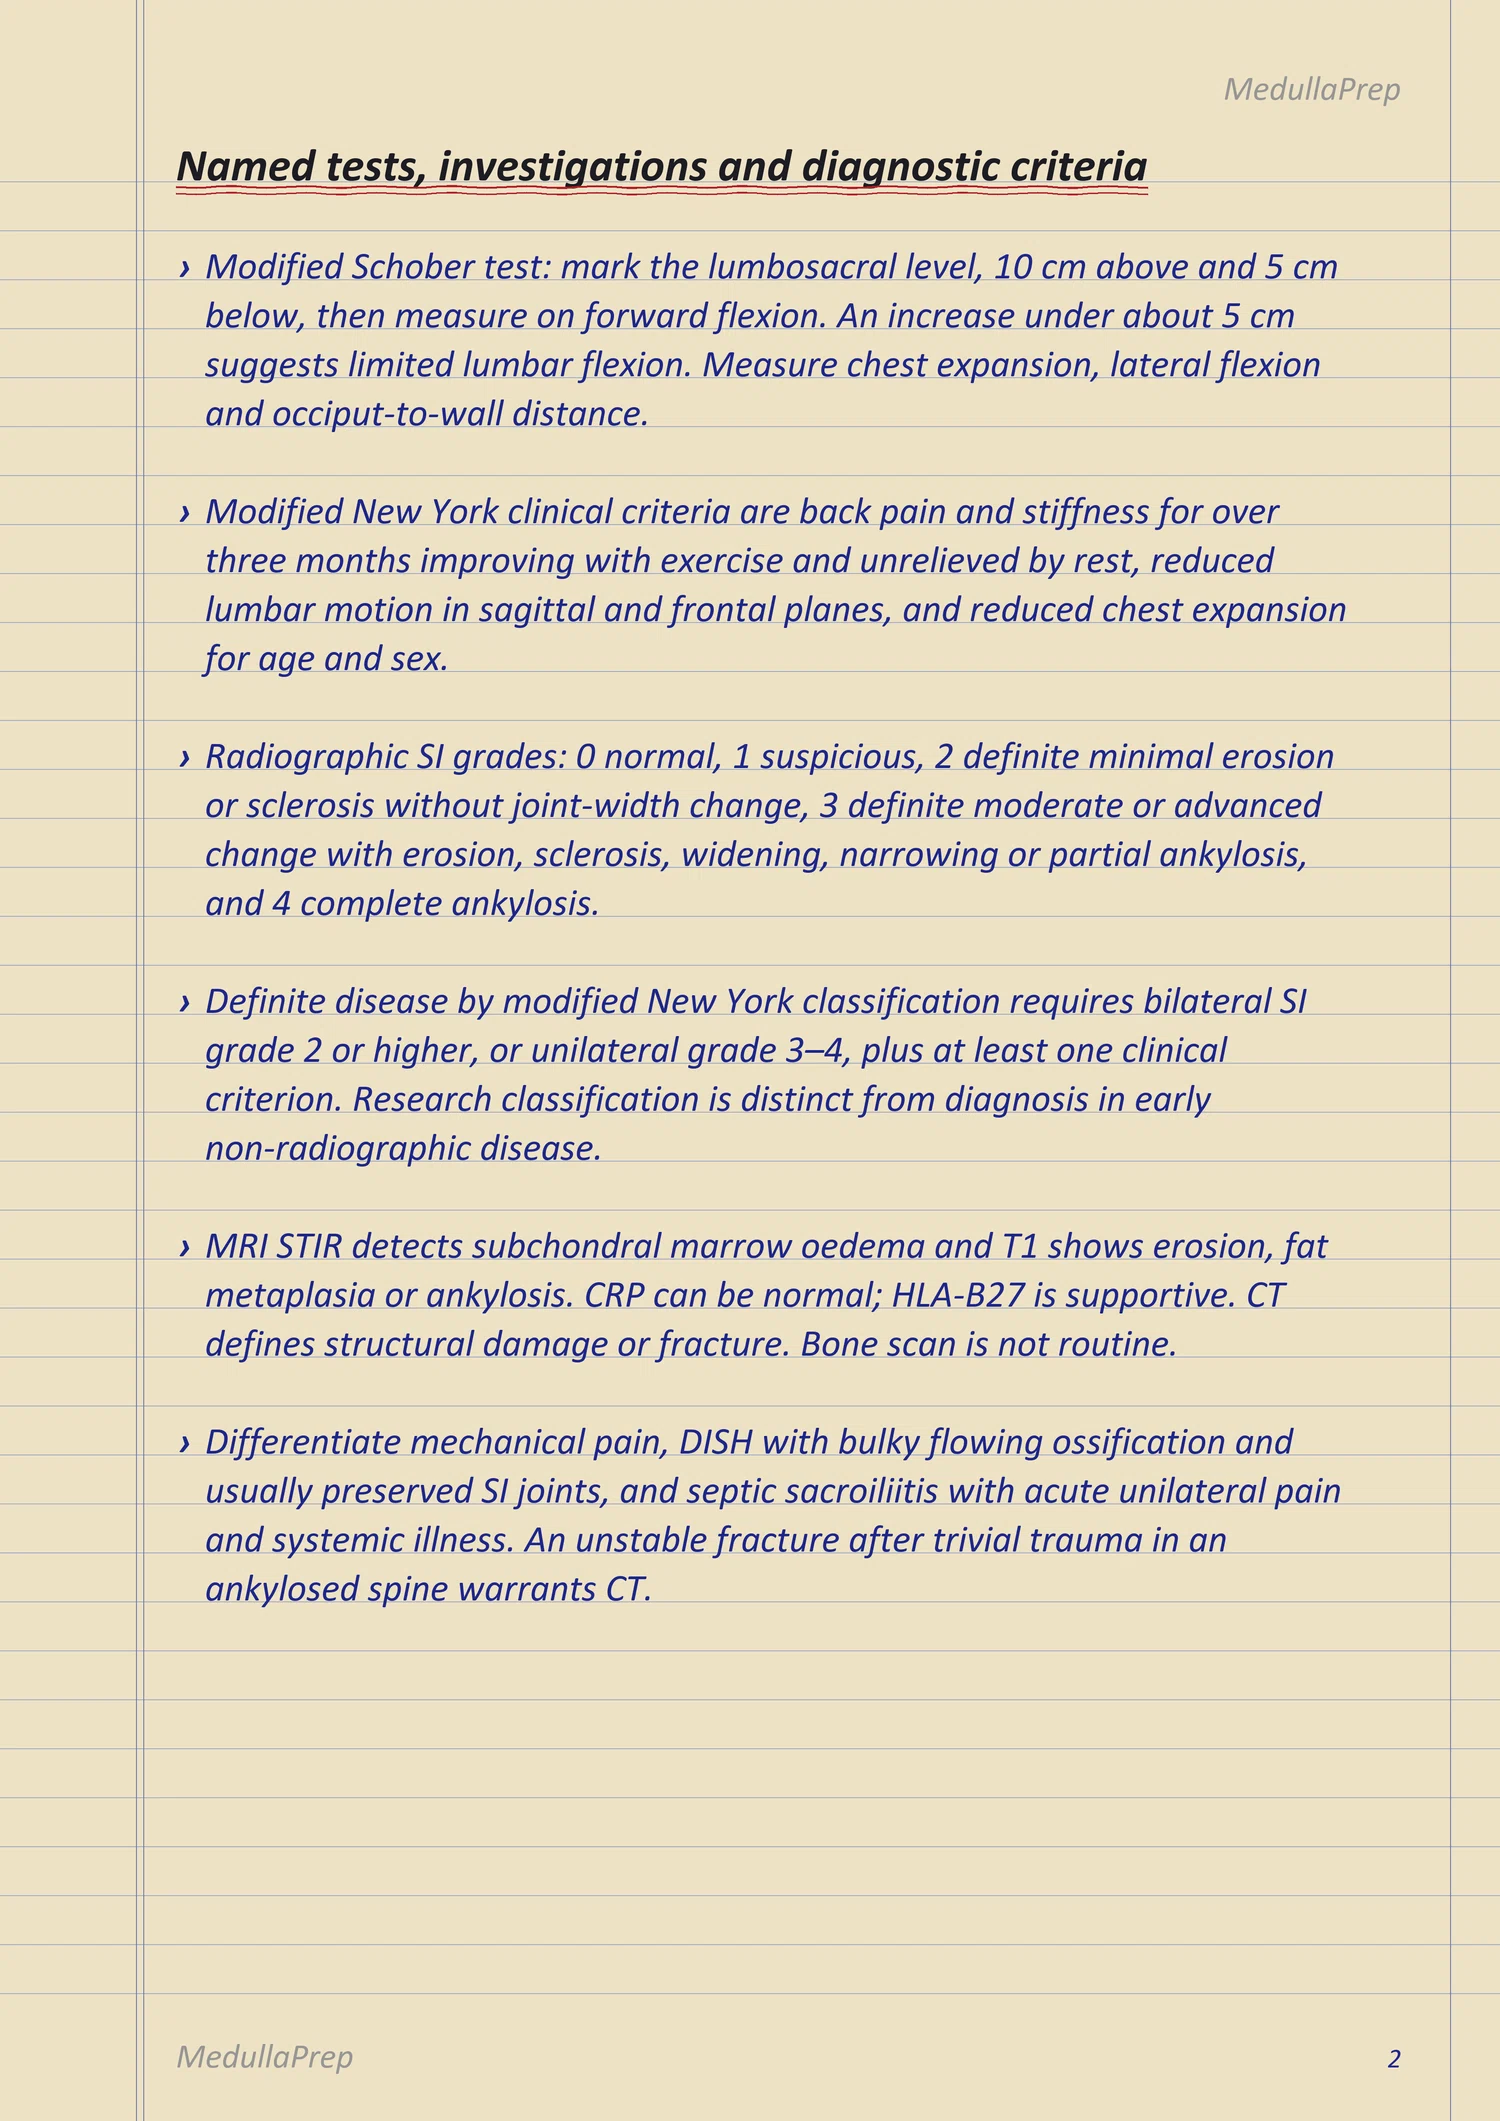 MedullaPrep
Named tests, investigations and diagnostic criteria
› Modified Schober test: mark the lumbosacral level, 10 cm above and 5 cm
below, then measure on forward flexion. An increase under about 5 cm
suggests limited lumbar flexion. Measure chest expansion, lateral flexion
and occiput-to-wall distance.
› Modified New York clinical criteria are back pain and stiffness for over
three months improving with exercise and unrelieved by rest, reduced
lumbar motion in sagittal and frontal planes, and reduced chest expansion
for age and sex.
› Radiographic SI grades: 0 normal, 1 suspicious, 2 definite minimal erosion
or sclerosis without joint-width change, 3 definite moderate or advanced
change with erosion, sclerosis, widening, narrowing or partial ankylosis,
and 4 complete ankylosis.
› Definite disease by modified New York classification requires bilateral SI
grade 2 or higher, or unilateral grade 3–4, plus at least one clinical
criterion. Research classification is distinct from diagnosis in early
non-radiographic disease.
› MRI STIR detects subchondral marrow oedema and T1 shows erosion, fat
metaplasia or ankylosis. CRP can be normal; HLA-B27 is supportive. CT
defines structural damage or fracture. Bone scan is not routine.
› Differentiate mechanical pain, DISH with bulky flowing ossification and
usually preserved SI joints, and septic sacroiliitis with acute unilateral pain
and systemic illness. An unstable fracture after trivial trauma in an
ankylosed spine warrants CT.
MedullaPrep
2